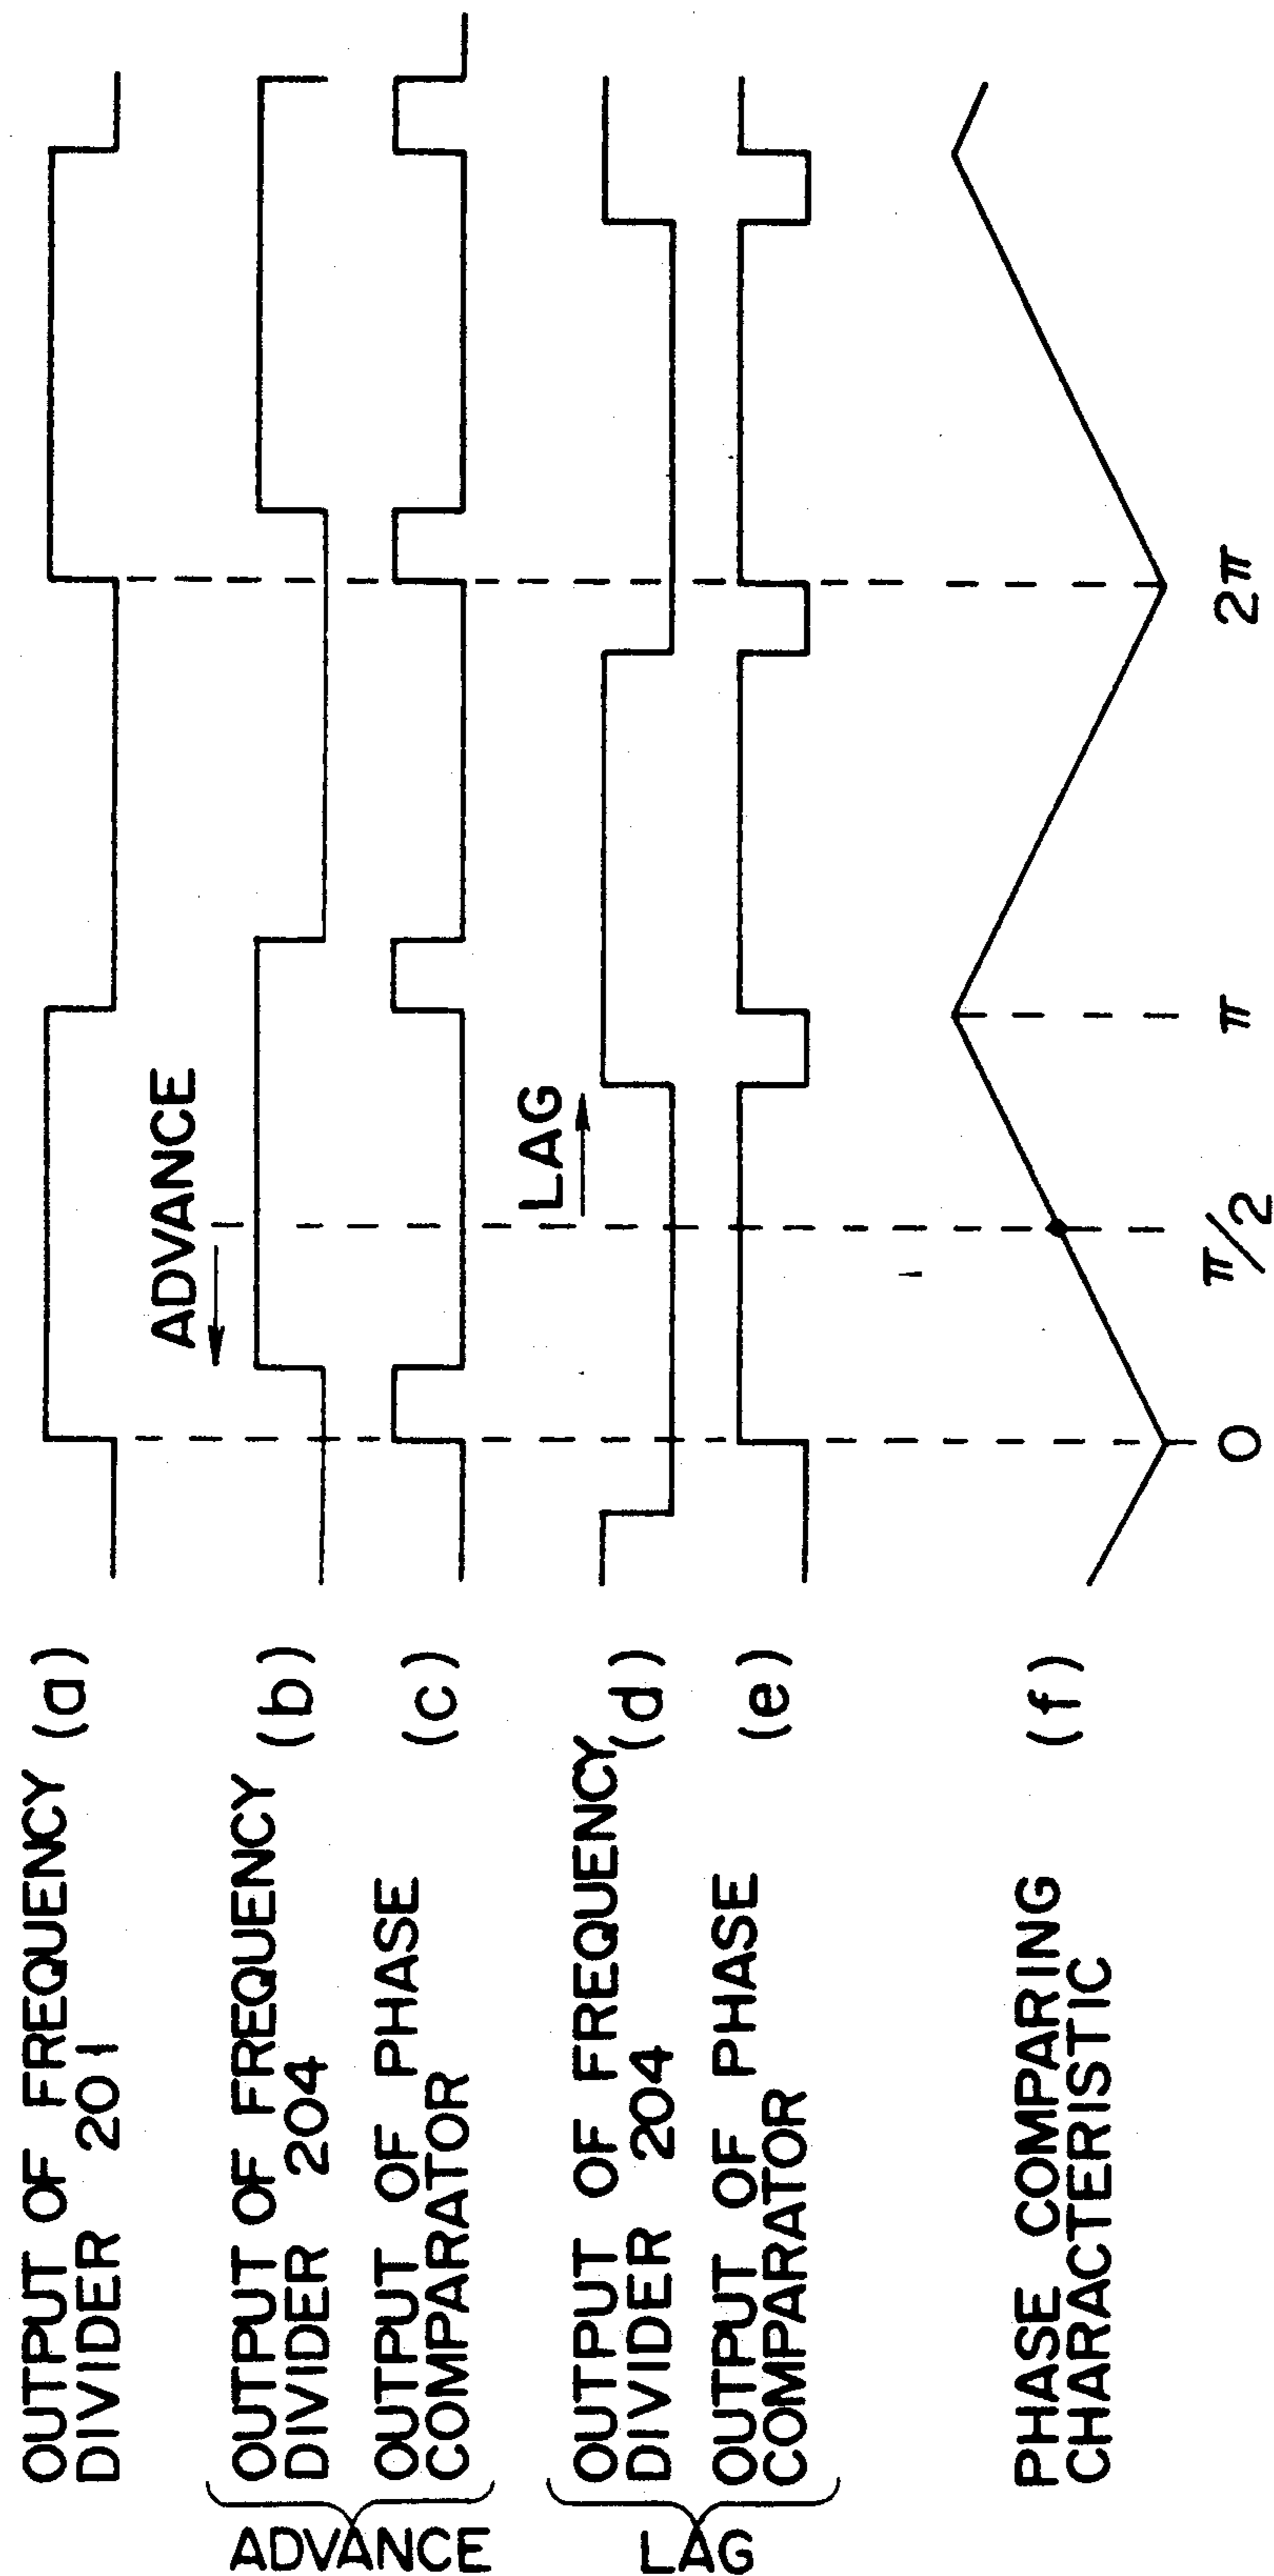 OUTPUT OF FREQUENCY (a)
DIVIDER 201
ADVANCE
OUTPUT OF FREQUENCY (b)
DIVIDER 204
ADVANCE
OUTPUT OF PHASE (c)
COMPARATOR
LAG
OUTPUT OF FREQUENCY (d)
DIVIDER 204
LAG
OUTPUT OF PHASE (e)
COMPARATOR
PHASE COMPARING (f)
CHARACTERISTIC
0 π/2 π 2π